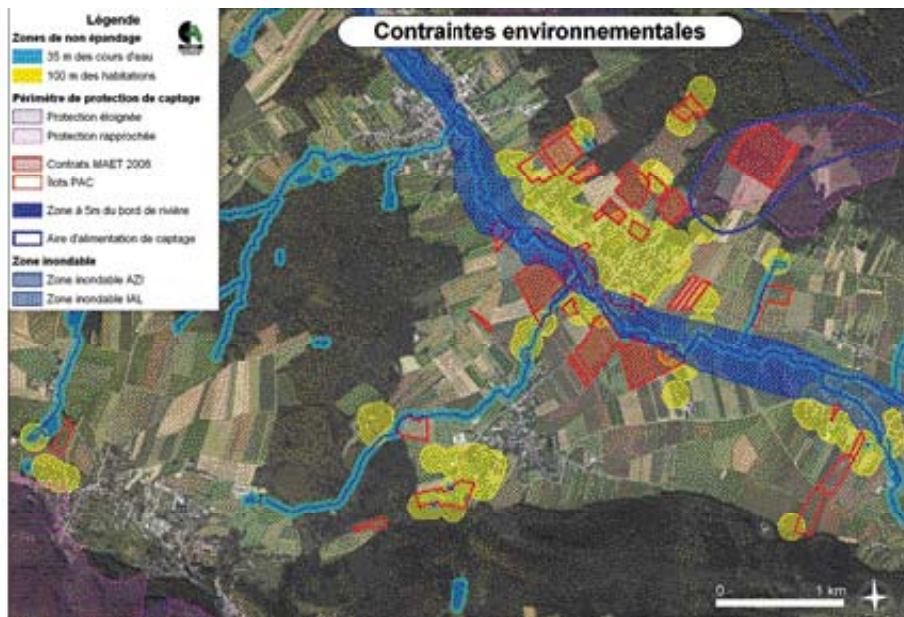 Contraintes environnementales
Légende
Zones de non épandage
35 m des cours d'eau
100 m des habitations
Périmètre de protection de captage
Protection éloignée
Protection rapprochée
Contrats MAET 2008
Îlots PAC
Zone à 5m du bord de rivière
Aire d'alimentation de captage
Zone inondable
Zone inondable AZI
Zone inondable IAL
0 1 km